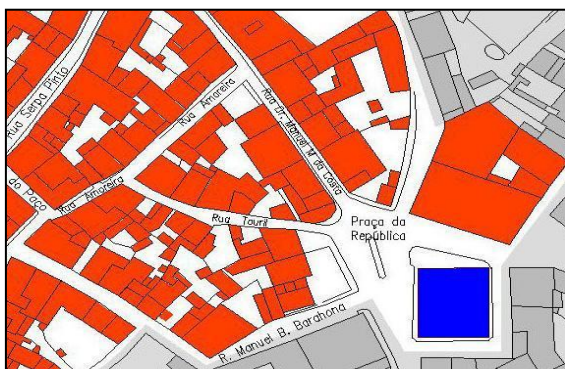 Rua Serpa Pinto
Rua Amoreira
Rua Dr. Manuel M da Costa
do Paço
Rua Amoreira
Rua Touril
Praça da
República
R. Manuel B. Barahona